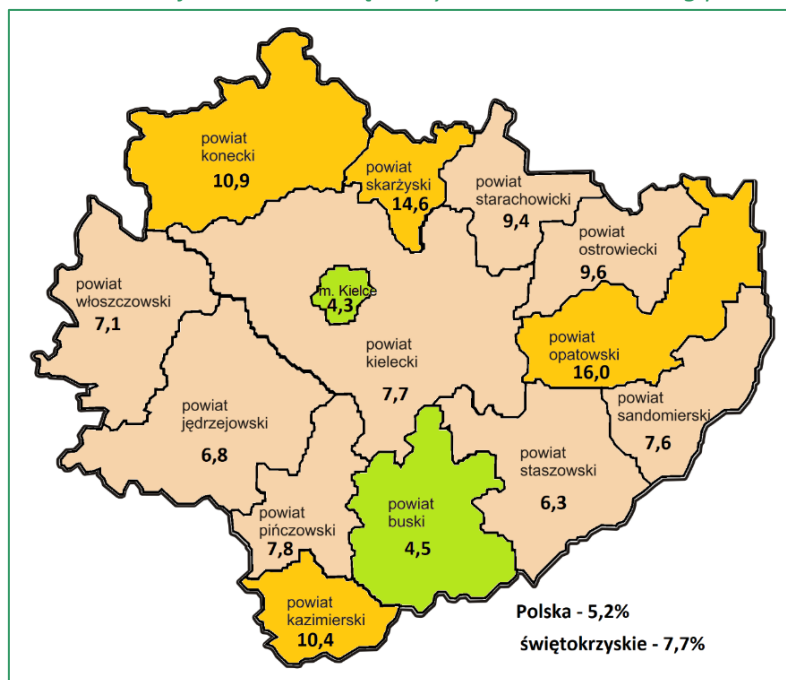 powiat
konecki
10,9
powiat
skarżyski
14,6
powiat
starachowicki
9,4
powiat
ostrowiecki
9,6
powiat
włoszczowski
7,1
m. Kielce
4,3
powiat
kielecki
7,7
powiat
opatowski
16,0
powiat
sandomierski
7,6
powiat
jędrzejowski
6,8
powiat
staszowski
6,3
powiat
buski
4,5
powiat
pińczowski
7,8
powiat
kazimierski
10,4
Polska - 5,2%
świętokrzyskie - 7,7%